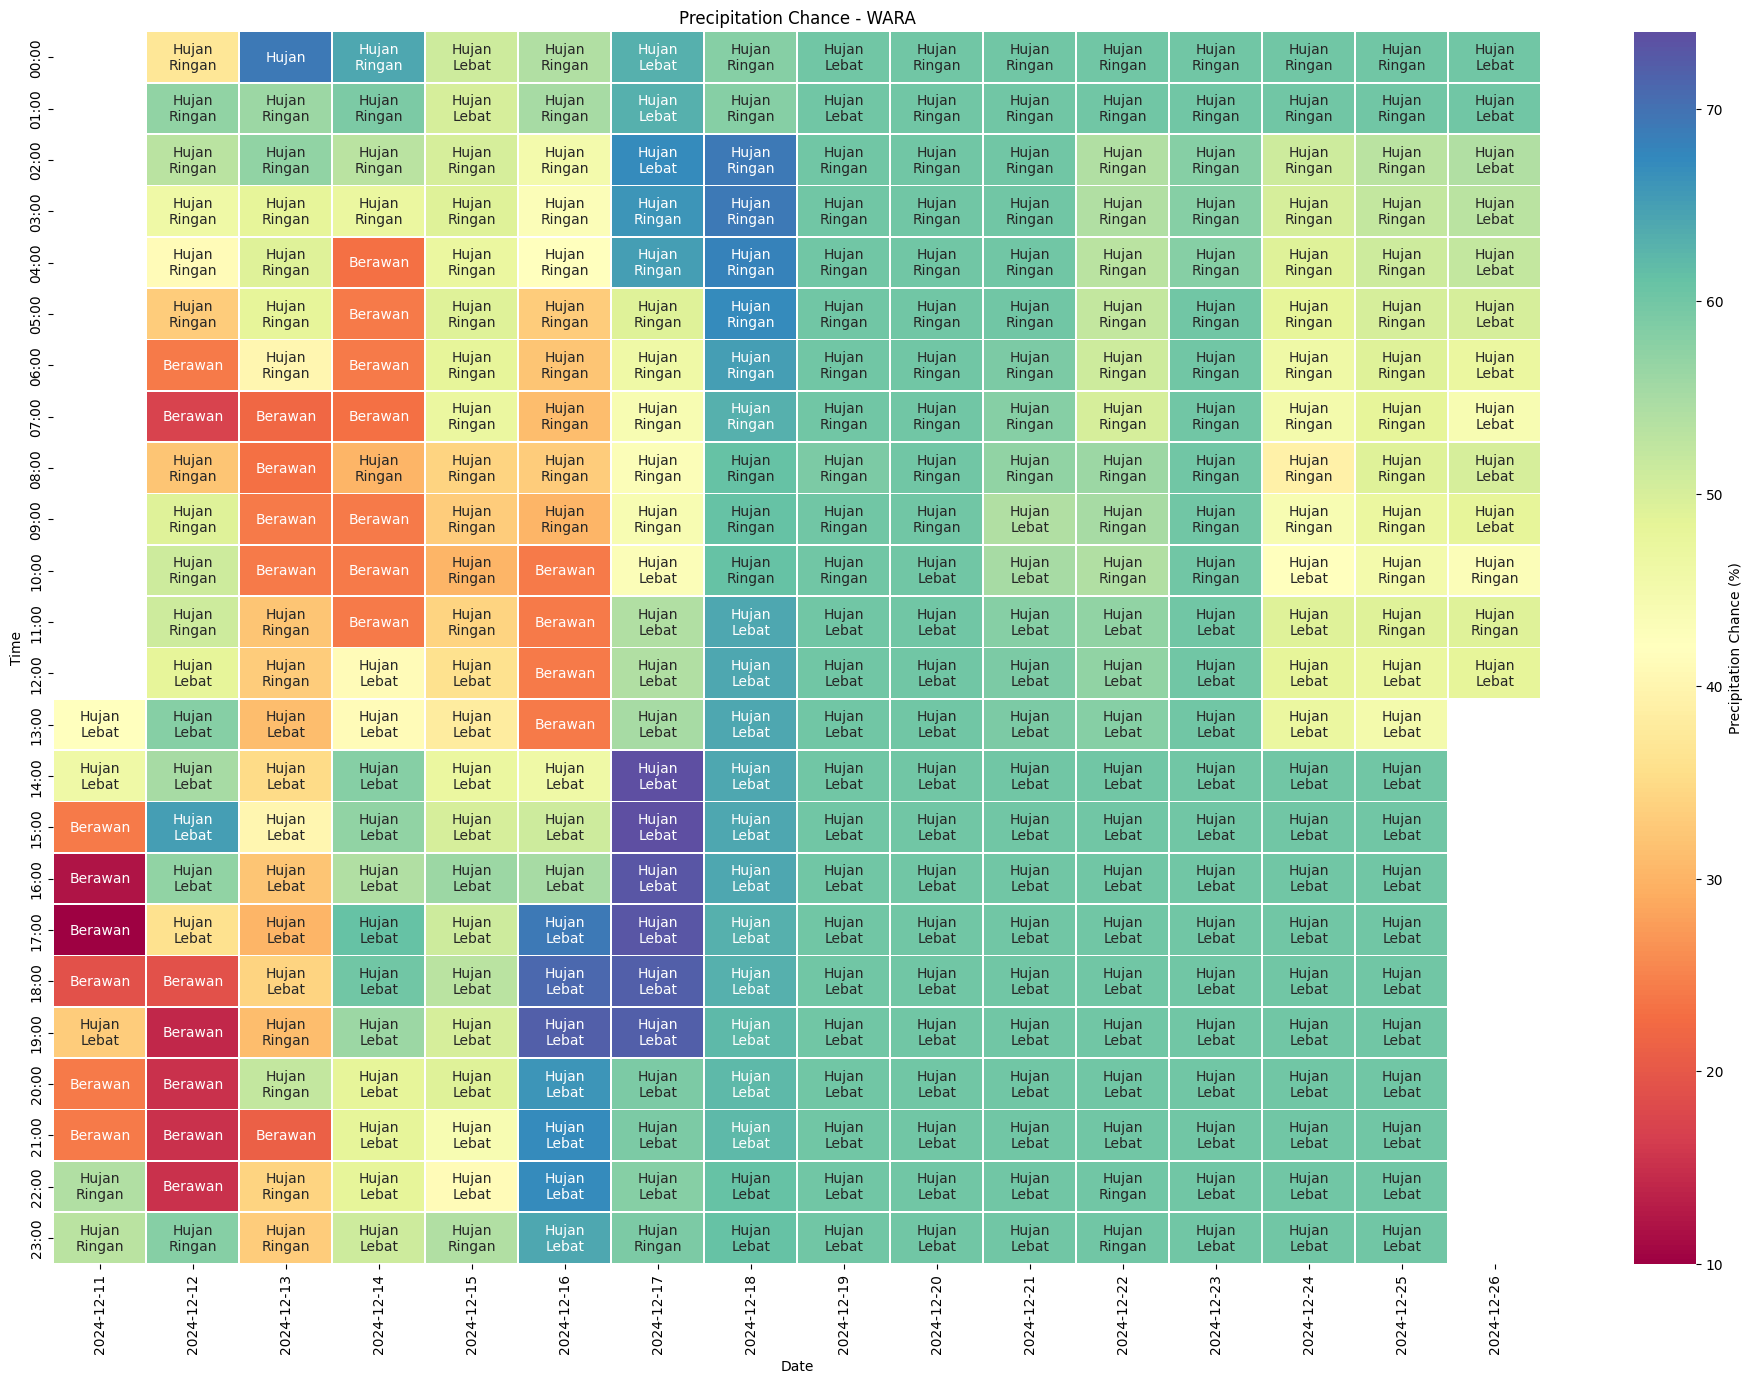 Precipitation Chance - WARA
00:00 Hujan Ringan Hujan Hujan Ringan Hujan Lebat Hujan Ringan Hujan Lebat Hujan Ringan Hujan Lebat Hujan Ringan Hujan Ringan Hujan Ringan Hujan Ringan Hujan Ringan Hujan Ringan Hujan Lebat
01:00 Hujan Ringan Hujan Ringan Hujan Ringan Hujan Lebat Hujan Ringan Hujan Lebat Hujan Ringan Hujan Lebat Hujan Ringan Hujan Ringan Hujan Ringan Hujan Ringan Hujan Ringan Hujan Ringan Hujan Lebat
02:00 Hujan Ringan Hujan Ringan Hujan Ringan Hujan Ringan Hujan Ringan Hujan Lebat Hujan Ringan Hujan Ringan Hujan Ringan Hujan Ringan Hujan Ringan Hujan Ringan Hujan Ringan Hujan Ringan Hujan Lebat
03:00 Hujan Ringan Hujan Ringan Hujan Ringan Hujan Ringan Hujan Ringan Hujan Ringan Hujan Ringan Hujan Ringan Hujan Ringan Hujan Ringan Hujan Ringan Hujan Ringan Hujan Ringan Hujan Ringan Hujan Lebat
04:00 Hujan Ringan Hujan Ringan Berawan Hujan Ringan Hujan Ringan Hujan Ringan Hujan Ringan Hujan Ringan Hujan Ringan Hujan Ringan Hujan Ringan Hujan Ringan Hujan Ringan Hujan Ringan Hujan Lebat
05:00 Hujan Ringan Hujan Ringan Berawan Hujan Ringan Hujan Ringan Hujan Ringan Hujan Ringan Hujan Ringan Hujan Ringan Hujan Ringan Hujan Ringan Hujan Ringan Hujan Ringan Hujan Ringan Hujan Lebat
06:00 Berawan Hujan Ringan Berawan Hujan Ringan Hujan Ringan Hujan Ringan Hujan Ringan Hujan Ringan Hujan Ringan Hujan Ringan Hujan Ringan Hujan Ringan Hujan Ringan Hujan Ringan Hujan Lebat
07:00 Berawan Berawan Berawan Hujan Ringan Hujan Ringan Hujan Ringan Hujan Ringan Hujan Ringan Hujan Ringan Hujan Ringan Hujan Ringan Hujan Ringan Hujan Ringan Hujan Ringan Hujan Lebat
08:00 Hujan Ringan Berawan Hujan Ringan Hujan Ringan Hujan Ringan Hujan Ringan Hujan Ringan Hujan Ringan Hujan Ringan Hujan Ringan Hujan Ringan Hujan Ringan Hujan Ringan Hujan Ringan Hujan Lebat
09:00 Hujan Ringan Berawan Berawan Hujan Ringan Hujan Ringan Hujan Ringan Hujan Ringan Hujan Ringan Hujan Ringan Hujan Lebat Hujan Ringan Hujan Ringan Hujan Ringan Hujan Ringan Hujan Lebat
10:00 Hujan Ringan Berawan Berawan Hujan Ringan Berawan Hujan Lebat Hujan Ringan Hujan Ringan Hujan Lebat Hujan Lebat Hujan Ringan Hujan Ringan Hujan Lebat Hujan Ringan Hujan Ringan
11:00 Hujan Ringan Hujan Ringan Berawan Hujan Ringan Berawan Hujan Lebat Hujan Lebat Hujan Lebat Hujan Lebat Hujan Lebat Hujan Lebat Hujan Lebat Hujan Lebat Hujan Ringan Hujan Ringan
12:00 Hujan Lebat Hujan Ringan Hujan Lebat Hujan Lebat Berawan Hujan Lebat Hujan Lebat Hujan Lebat Hujan Lebat Hujan Lebat Hujan Lebat Hujan Lebat Hujan Lebat Hujan Lebat Hujan Lebat
13:00 Hujan Lebat Hujan Lebat Hujan Lebat Hujan Lebat Hujan Lebat Berawan Hujan Lebat Hujan Lebat Hujan Lebat Hujan Lebat Hujan Lebat Hujan Lebat Hujan Lebat Hujan Lebat Hujan Lebat
14:00 Hujan Lebat Hujan Lebat Hujan Lebat Hujan Lebat Hujan Lebat Hujan Lebat Hujan Lebat Hujan Lebat Hujan Lebat Hujan Lebat Hujan Lebat Hujan Lebat Hujan Lebat Hujan Lebat Hujan Lebat
15:00 Berawan Hujan Lebat Hujan Lebat Hujan Lebat Hujan Lebat Hujan Lebat Hujan Lebat Hujan Lebat Hujan Lebat Hujan Lebat Hujan Lebat Hujan Lebat Hujan Lebat Hujan Lebat Hujan Lebat
16:00 Berawan Hujan Lebat Hujan Lebat Hujan Lebat Hujan Lebat Hujan Lebat Hujan Lebat Hujan Lebat Hujan Lebat Hujan Lebat Hujan Lebat Hujan Lebat Hujan Lebat Hujan Lebat Hujan Lebat
17:00 Berawan Hujan Lebat Hujan Lebat Hujan Lebat Hujan Lebat Hujan Lebat Hujan Lebat Hujan Lebat Hujan Lebat Hujan Lebat Hujan Lebat Hujan Lebat Hujan Lebat Hujan Lebat Hujan Lebat
18:00 Berawan Berawan Hujan Lebat Hujan Lebat Hujan Lebat Hujan Lebat Hujan Lebat Hujan Lebat Hujan Lebat Hujan Lebat Hujan Lebat Hujan Lebat Hujan Lebat Hujan Lebat Hujan Lebat
19:00 Hujan Lebat Berawan Hujan Ringan Hujan Lebat Hujan Lebat Hujan Lebat Hujan Lebat Hujan Lebat Hujan Lebat Hujan Lebat Hujan Lebat Hujan Lebat Hujan Lebat Hujan Lebat Hujan Lebat
20:00 Berawan Berawan Hujan Ringan Hujan Lebat Hujan Lebat Hujan Lebat Hujan Lebat Hujan Lebat Hujan Lebat Hujan Lebat Hujan Lebat Hujan Lebat Hujan Lebat Hujan Lebat Hujan Lebat
21:00 Berawan Berawan Berawan Hujan Lebat Hujan Lebat Hujan Lebat Hujan Lebat Hujan Lebat Hujan Lebat Hujan Lebat Hujan Lebat Hujan Lebat Hujan Lebat Hujan Lebat Hujan Lebat
22:00 Hujan Ringan Berawan Hujan Ringan Hujan Lebat Hujan Lebat Hujan Lebat Hujan Lebat Hujan Lebat Hujan Lebat Hujan Lebat Hujan Lebat Hujan Ringan Hujan Lebat Hujan Lebat Hujan Lebat
23:00 Hujan Ringan Hujan Ringan Hujan Ringan Hujan Lebat Hujan Ringan Hujan Lebat Hujan Ringan Hujan Lebat Hujan Lebat Hujan Lebat Hujan Lebat Hujan Ringan Hujan Lebat Hujan Lebat Hujan Lebat
Time
2024-12-11 2024-12-12 2024-12-13 2024-12-14 2024-12-15 2024-12-16 2024-12-17 2024-12-18 2024-12-19 2024-12-20 2024-12-21 2024-12-22 2024-12-23 2024-12-24 2024-12-25 2024-12-26
Date
70
60
50
40
30
20
10
Precipitation Chance (%)